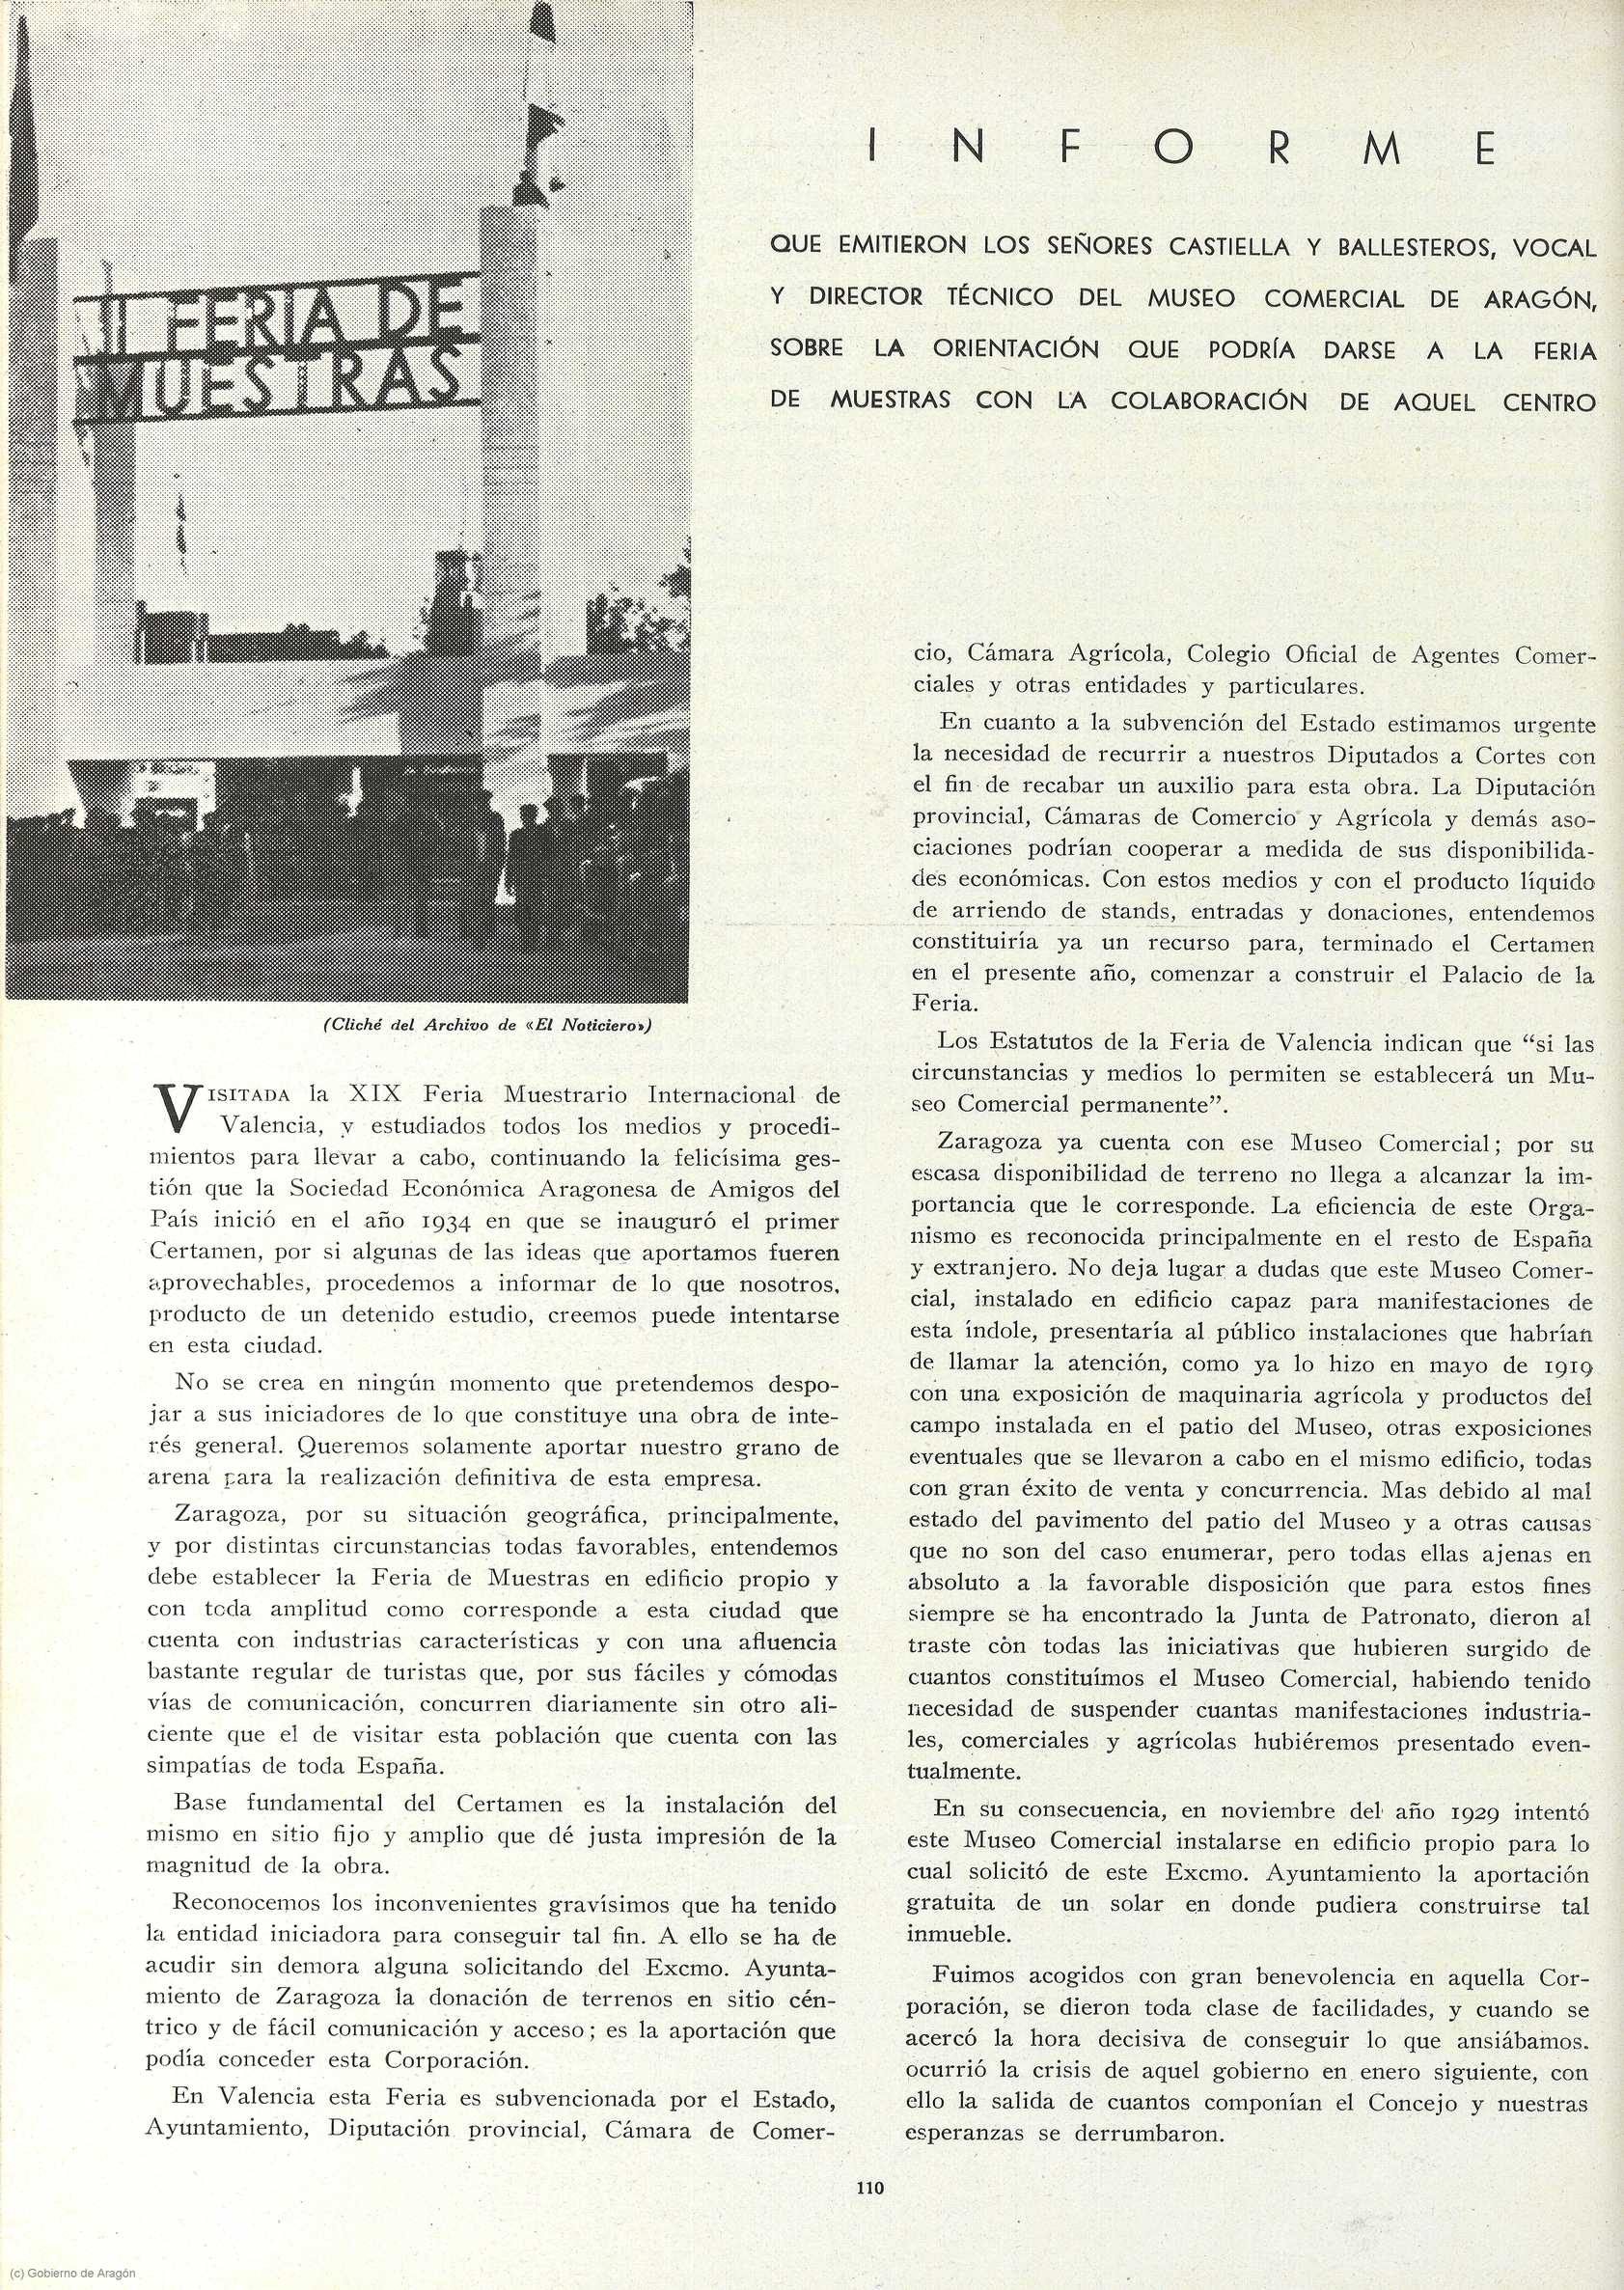 II FERIA DE
MUESTRAS
(Cliché del Archivo de «El Noticiero»)
I N F O R M E
QUE EMITIERON LOS SEÑORES CASTIELLA Y BALLESTEROS, VOCAL
Y DIRECTOR TÉCNICO DEL MUSEO COMERCIAL DE ARAGÓN,
SOBRE LA ORIENTACIÓN QUE PODRÍA DARSE A LA FERIA
DE MUESTRAS CON LA COLABORACIÓN DE AQUEL CENTRO
VISITADA la XIX Feria Muestrario Internacional de
Valencia, y estudiados todos los medios y procedi-
mientos para llevar a cabo, continuando la felicísima ges-
tión que la Sociedad Económica Aragonesa de Amigos del
País inició en el año 1934 en que se inauguró el primer
Certamen, por si algunas de las ideas que aportamos fueren
aprovechables, procedemos a informar de lo que nosotros,
producto de un detenido estudio, creemos puede intentarse
en esta ciudad.
No se crea en ningún momento que pretendemos despo-
jar a sus iniciadores de lo que constituye una obra de inte-
rés general. Queremos solamente aportar nuestro grano de
arena para la realización definitiva de esta empresa.
Zaragoza, por su situación geográfica, principalmente,
y por distintas circunstancias todas favorables, entendemos
debe establecer la Feria de Muestras en edificio propio y
con toda amplitud como corresponde a esta ciudad que
cuenta con industrias características y con una afluencia
bastante regular de turistas que, por sus fáciles y cómodas
vías de comunicación, concurren diariamente sin otro ali-
ciente que el de visitar esta población que cuenta con las
simpatías de toda España.
Base fundamental del Certamen es la instalación del
mismo en sitio fijo y amplio que dé justa impresión de la
magnitud de la obra.
Reconocemos los inconvenientes gravísimos que ha tenido
la entidad iniciadora para conseguir tal fin. A ello se ha de
acudir sin demora alguna solicitando del Excmo. Ayunta-
miento de Zaragoza la donación de terrenos en sitio cén-
trico y de fácil comunicación y acceso; es la aportación que
podía conceder esta Corporación.
En Valencia esta Feria es subvencionada por el Estado,
Ayuntamiento, Diputación provincial, Cámara de Comer-
cio, Cámara Agrícola, Colegio Oficial de Agentes Comer-
ciales y otras entidades y particulares.
En cuanto a la subvención del Estado estimamos urgente
la necesidad de recurrir a nuestros Diputados a Cortes con
el fin de recabar un auxilio para esta obra. La Diputación
provincial, Cámaras de Comercio y Agrícola y demás aso-
ciaciones podrían cooperar a medida de sus disponibilida-
des económicas. Con estos medios y con el producto líquido
de arriendo de stands, entradas y donaciones, entendemos
constituiría ya un recurso para, terminado el Certamen
en el presente año, comenzar a construir el Palacio de la
Feria.
Los Estatutos de la Feria de Valencia indican que “si las
circunstancias y medios lo permiten se establecerá un Mu-
seo Comercial permanente”.
Zaragoza ya cuenta con ese Museo Comercial; por su
escasa disponibilidad de terreno no llega a alcanzar la im-
portancia que le corresponde. La eficiencia de este Orga-
nismo es reconocida principalmente en el resto de España
y extranjero. No deja lugar a dudas que este Museo Comer-
cial, instalado en edificio capaz para manifestaciones de
esta índole, presentaría al público instalaciones que habrían
de llamar la atención, como ya lo hizo en mayo de 1919
con una exposición de maquinaria agrícola y productos del
campo instalada en el patio del Museo, otras exposiciones
eventuales que se llevaron a cabo en el mismo edificio, todas
con gran éxito de venta y concurrencia. Mas debido al mal
estado del pavimento del patio del Museo y a otras causas
que no son del caso enumerar, pero todas ellas ajenas en
absoluto a la favorable disposición que para estos fines
siempre se ha encontrado la Junta de Patronato, dieron al
traste con todas las iniciativas que hubieren surgido de
cuantos constituímos el Museo Comercial, habiendo tenido
necesidad de suspender cuantas manifestaciones industria-
les, comerciales y agrícolas hubiéremos presentado even-
tualmente.
En su consecuencia, en noviembre del año 1929 intentó
este Museo Comercial instalarse en edificio propio para lo
cual solicitó de este Excmo. Ayuntamiento la aportación
gratuita de un solar en donde pudiera construirse tal
inmueble.
Fuimos acogidos con gran benevolencia en aquella Cor-
poración, se dieron toda clase de facilidades, y cuando se
acercó la hora decisiva de conseguir lo que ansiábamos.
ocurrió la crisis de aquel gobierno en enero siguiente, con
ello la salida de cuantos componían el Concejo y nuestras
esperanzas se derrumbaron.
110
(c) Gobierno de Aragón